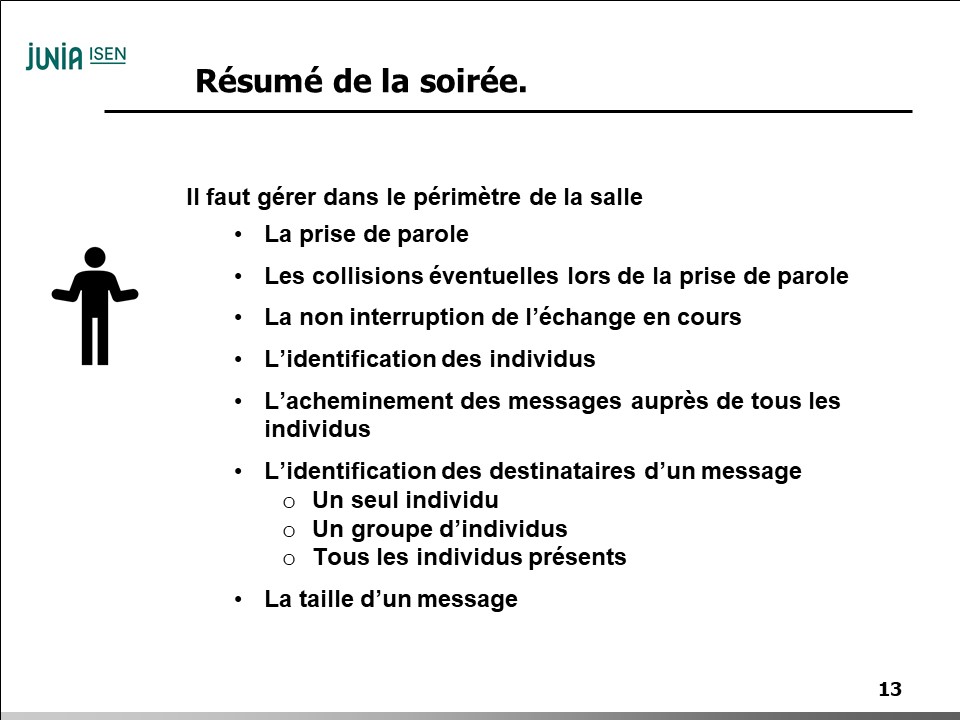 JUNIA ISEN
Résumé de la soirée.
Il faut gérer dans le périmètre de la salle
• La prise de parole
• Les collisions éventuelles lors de la prise de parole
• La non interruption de l’échange en cours
• L’identification des individus
• L’acheminement des messages auprès de tous les
individus
• L’identification des destinataires d’un message
o Un seul individu
o Un groupe d’individus
o Tous les individus présents
• La taille d’un message
13